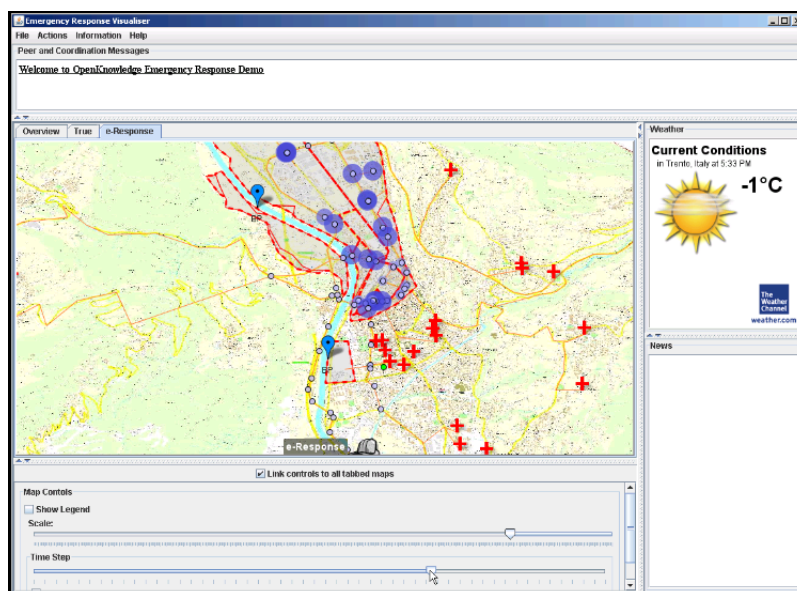 Emergency Response Visualiser
File Actions Information Help
Peer and Coordination Messages
Welcome to OpenKnowledge Emergency Response Demo
Overview True e-Response
BP
BP
e-Response
Weather
Current Conditions
in Trento, Italy at 5:33 PM
-1°C
The
Weather
Channel
weather.com
News
Link controls to all tabbed maps
Map Contols
Show Legend
Scale:
Time Step